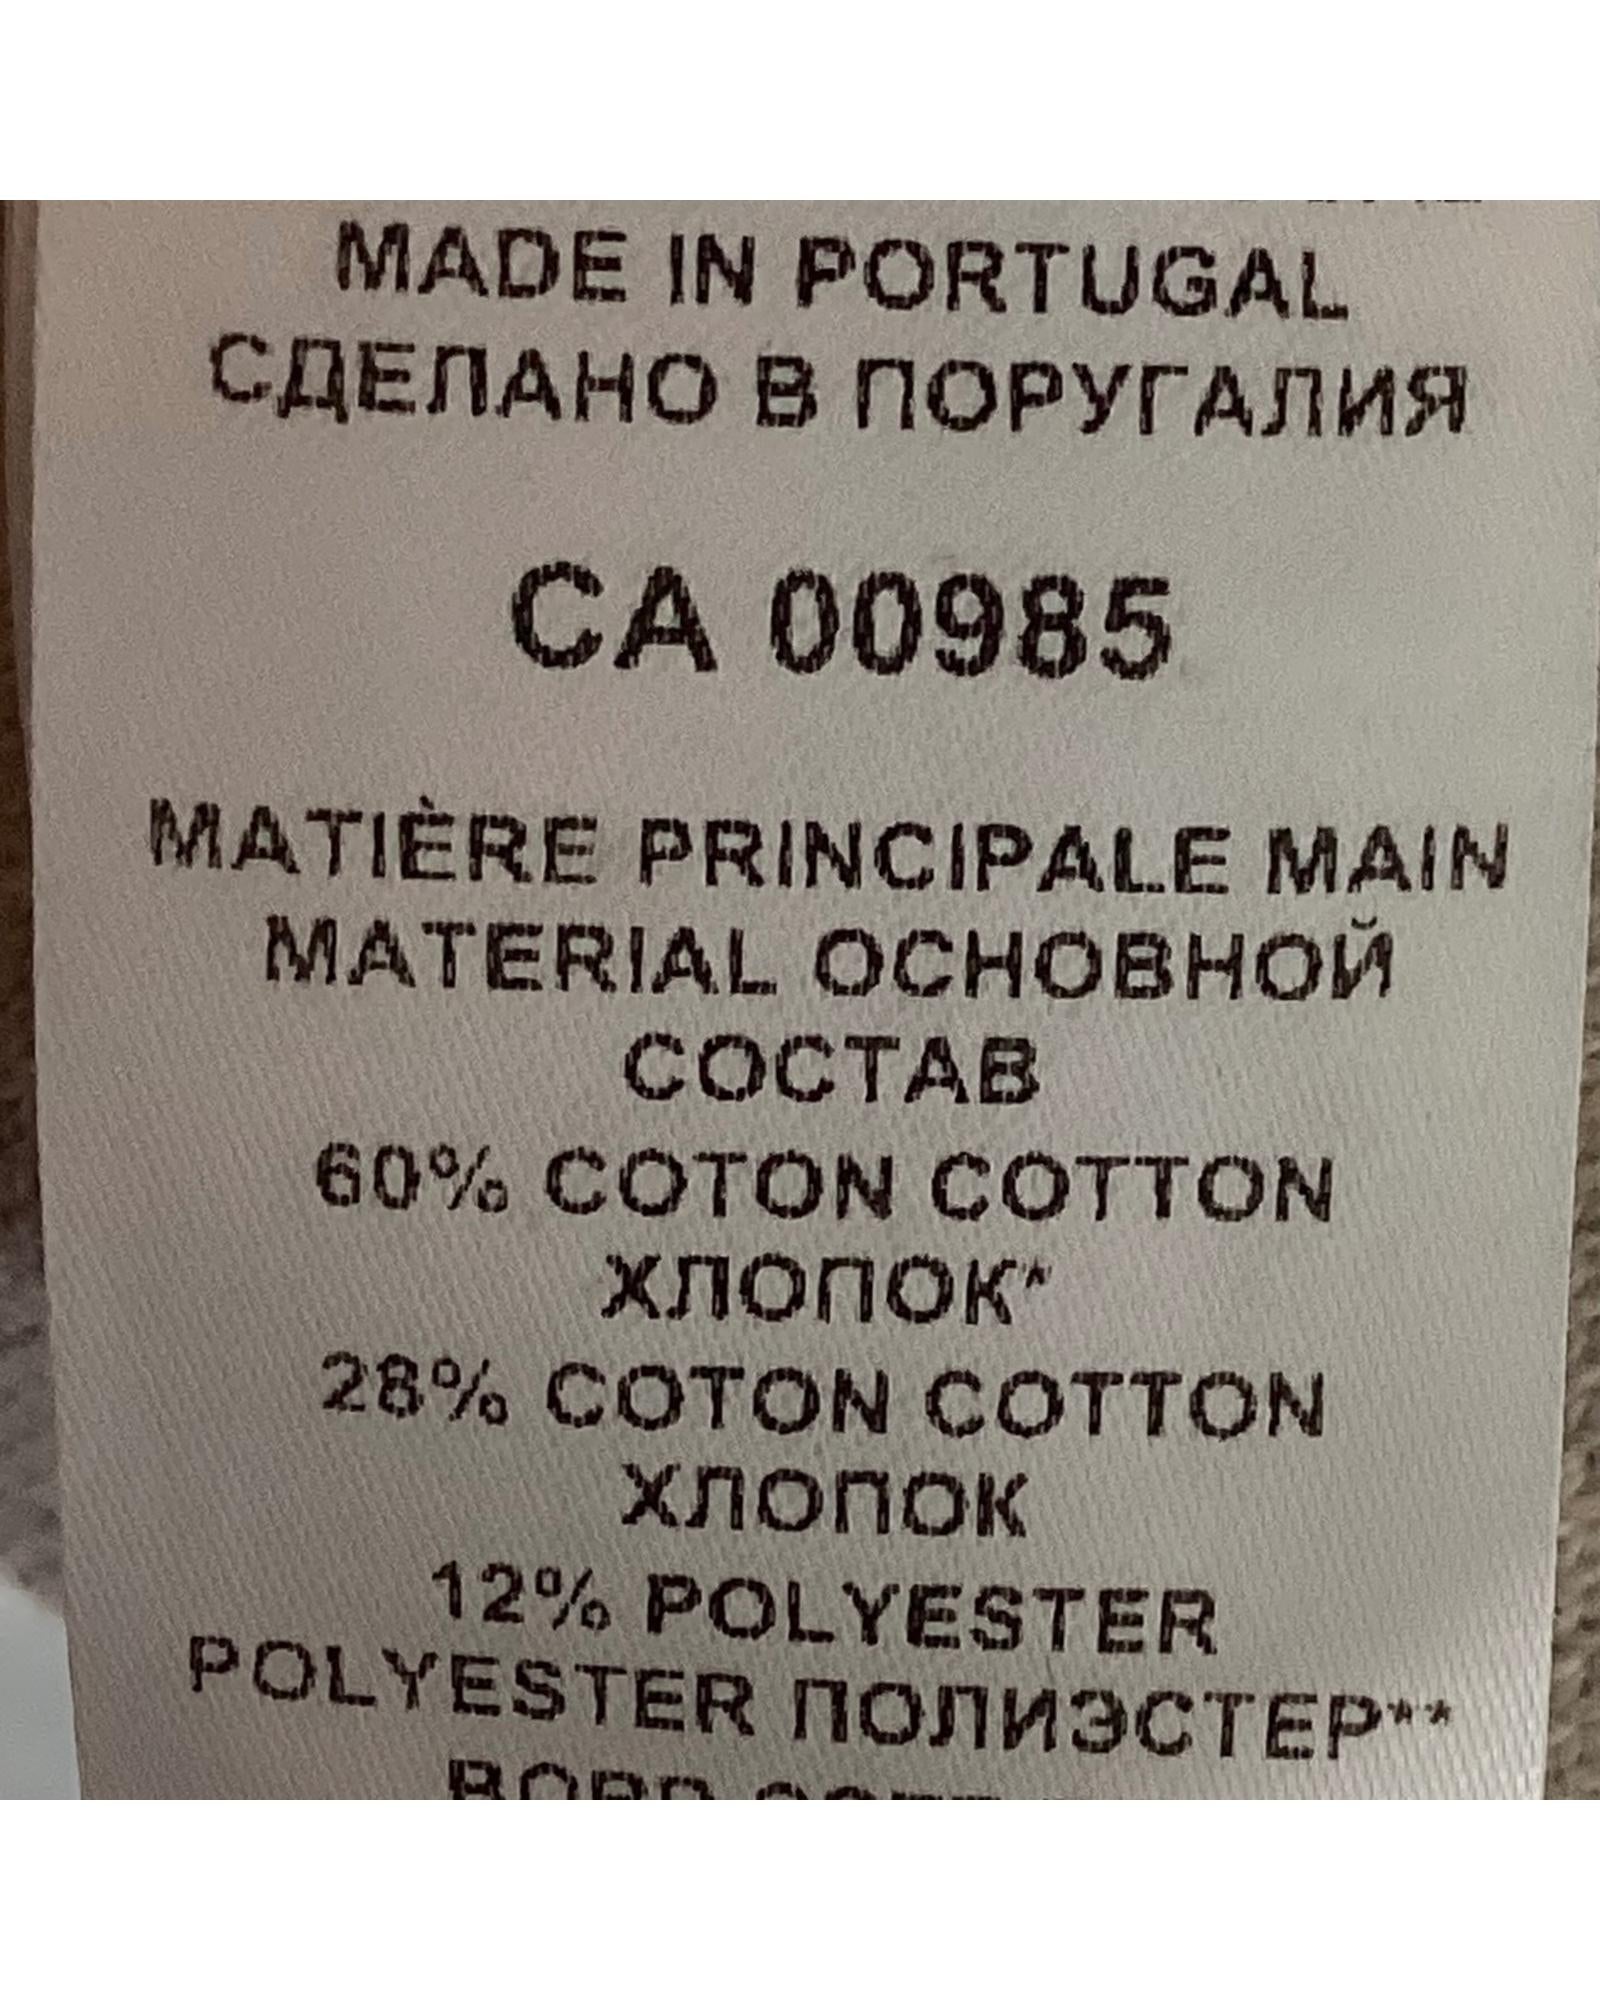 MADE IN PORTUGAL
СДЕЛАНО В ПОРУГАЛИЯ
CA 00985
MATIÈRE PRINCIPALE MAIN
MATERIAL ОСНОВНОЙ
СОСТАВ
60% COTON COTTON
ХЛОПОК*
28% COTON COTTON
ХЛОПОК
12% POLYESTER
POLYESTER ПОЛИЭСТЕР**